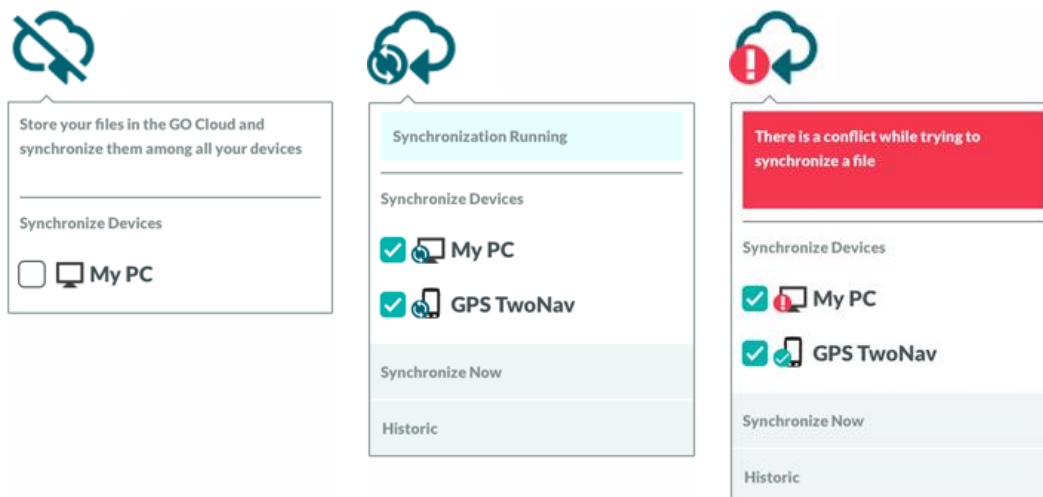 Store your files in the GO Cloud and
synchronize them among all your devices
Synchronize Devices
My PC
Synchronization Running
Synchronize Devices
My PC
GPS TwoNav
Synchronize Now
Historic
There is a conflict while trying to
synchronize a file
Synchronize Devices
My PC
GPS TwoNav
Synchronize Now
Historic